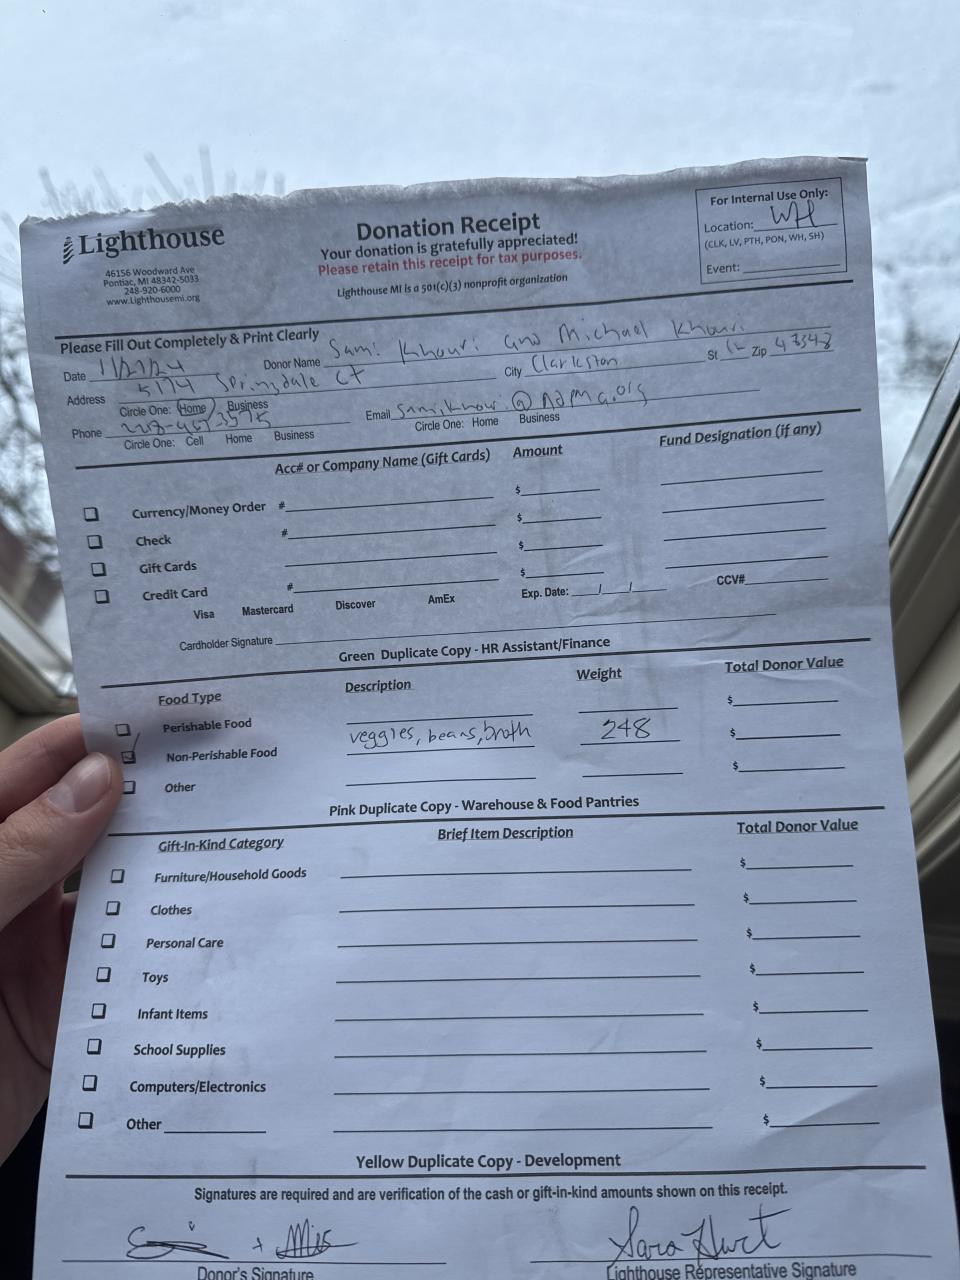 Lighthouse
46156 Woodward Ave
Pontiac, MI 48342-5033
248-920-6000
www.Lighthousemi.org
Donation Receipt
Your donation is gratefully appreciated!
Please retain this receipt for tax purposes.
Lighthouse MI is a 501(c)(3) nonprofit organization
For Internal Use Only:
Location: WH
(CLK, LV, PTH, PON, WH, SH)
Event:
Please Fill Out Completely & Print Clearly
Date Donor Name Sami Khouri and Michael Khouri
Address Springdale Ct City Clarkston St Zip
Circle One: Home Business
Phone Email
Circle One: Cell Home Business Circle One: Home Business
Acc# or Company Name (Gift Cards) Amount Fund Designation (if any)
Currency/Money Order # $
Check # $
Gift Cards $
Credit Card # $
Visa Mastercard Discover AmEx Exp. Date: / / CCV#
Cardholder Signature
Green Duplicate Copy - HR Assistant/Finance
Food Type Description Weight Total Donor Value
Perishable Food $
Non-Perishable Food veggies, beans, broth 248 $
Other $
Pink Duplicate Copy - Warehouse & Food Pantries
Gift-In-Kind Category Brief Item Description Total Donor Value
Furniture/Household Goods $
Clothes $
Personal Care $
Toys $
Infant Items $
School Supplies $
Computers/Electronics $
Other $
Yellow Duplicate Copy - Development
Signatures are required and are verification of the cash or gift-in-kind amounts shown on this receipt.
Sara Hurt
Donor's Signature Lighthouse Representative Signature